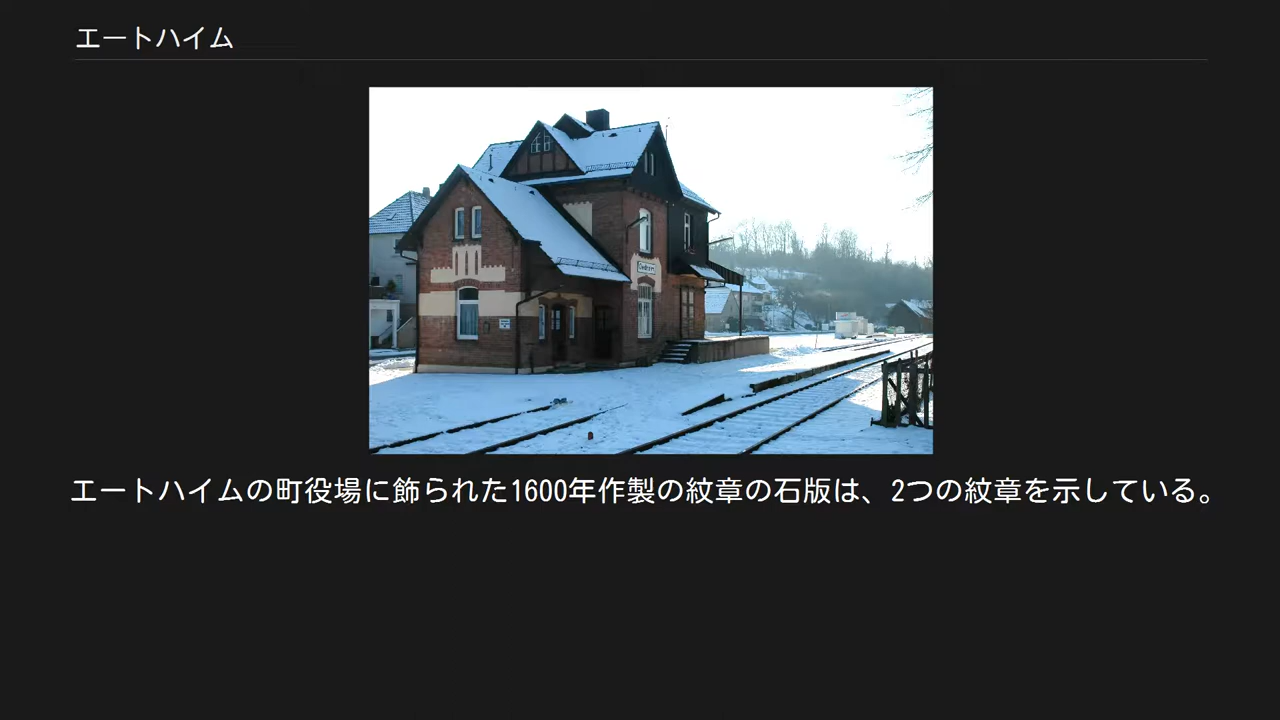 エートハイム
エートハイムの町役場に飾られた1600年作製の紋章の石版は、2つの紋章を示している。